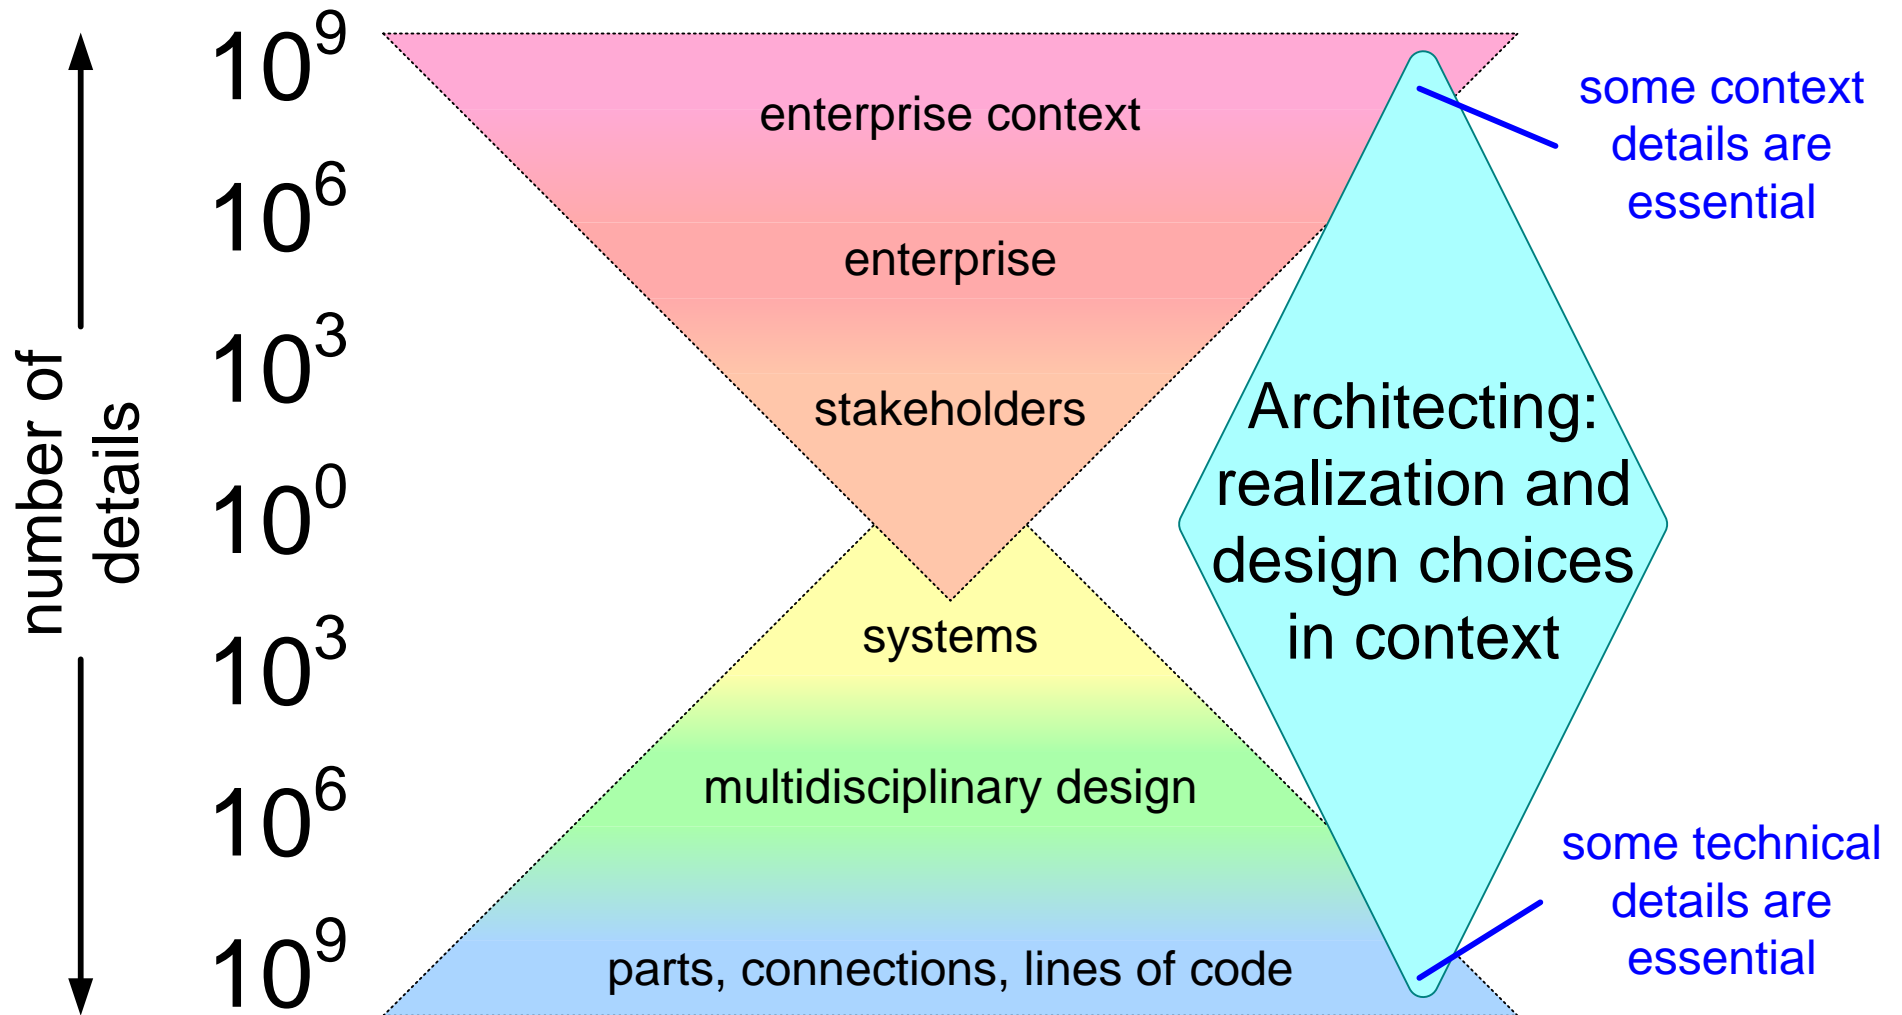 number of
details
10^9
10^6
10^3
10^0
10^3
10^6
10^9
enterprise context
enterprise
stakeholders
systems
multidisciplinary design
parts, connections, lines of code
Architecting:
realization and
design choices
in context
some context
details are
essential
some technical
details are
essential